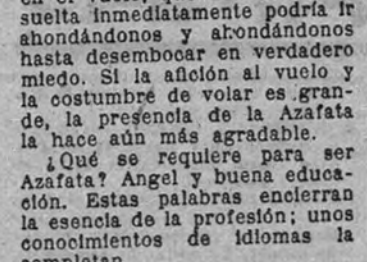 suelta inmediatamente podría ir
ahondándonos y ahondándonos
hasta desembocar en verdadero
miedo. Si la afición al vuelo y
la costumbre de volar es gran-
de, la presencia de la Azafata
la hace aún más agradable.
¿Qué se requiere para ser
Azafata? Angel y buena educa-
ción. Estas palabras encierran
la esencia de la profesión; unos
conocimientos de idiomas la
completan